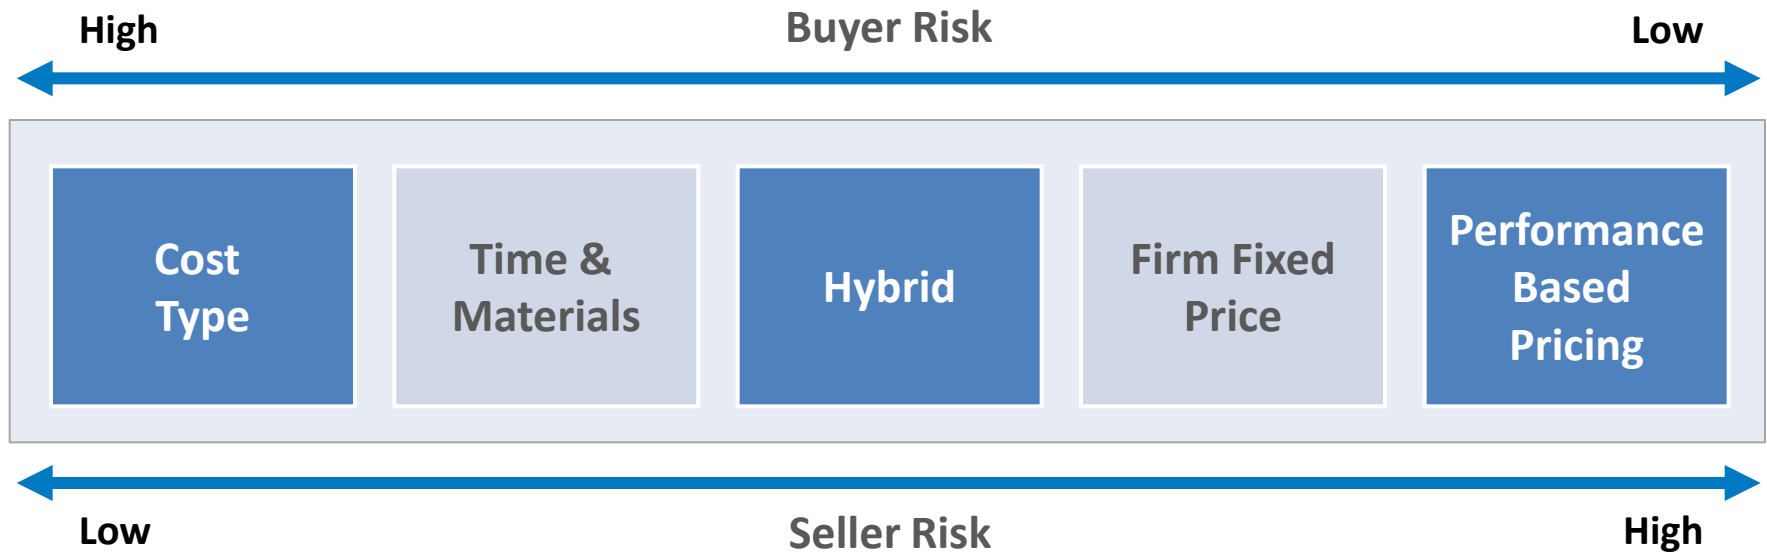 High Buyer Risk Low
Cost
Type
Time &
Materials
Hybrid
Firm Fixed
Price
Performance
Based
Pricing
Low Seller Risk High